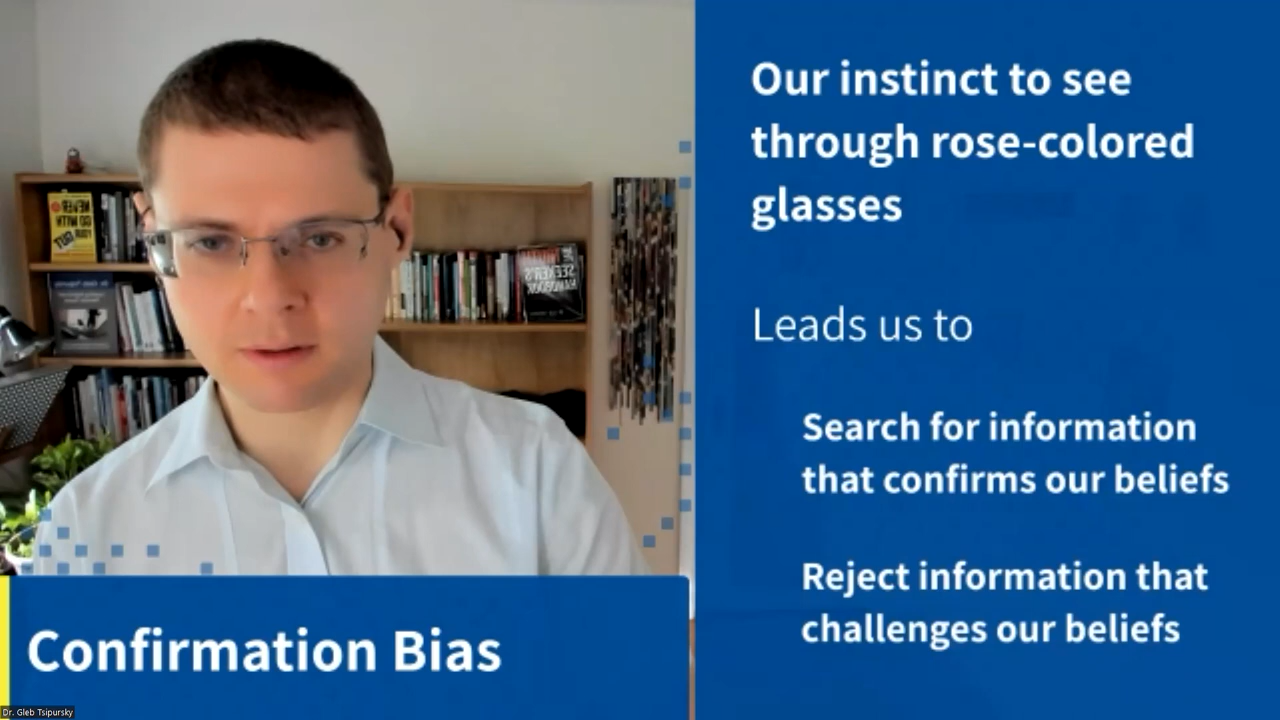 Our instinct to see
through rose-colored
glasses
Leads us to
Search for information
that confirms our beliefs
Reject information that
challenges our beliefs
NEVER
GO WITH
YOUR
GUT
SEEKER'S
HANDBOOK
Confirmation Bias
Dr. Gleb Tsipursky